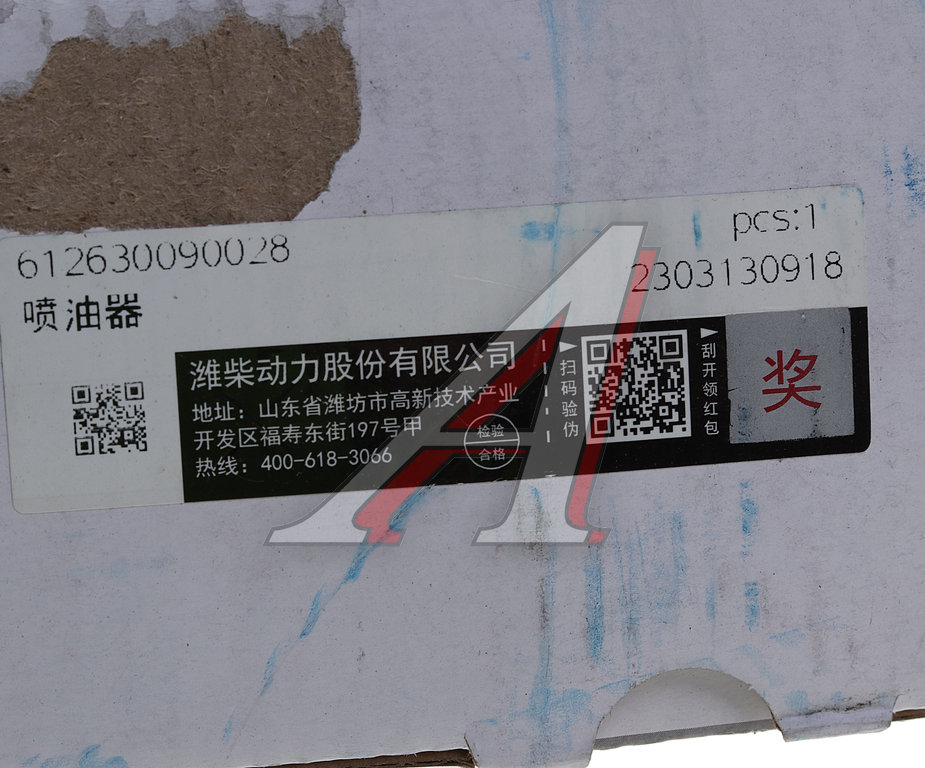 612630090028
pcs:1
喷油器
2303130918
潍柴动力股份有限公司
地址：山东省潍坊市高新技术产业
开发区福寿东街197号甲
热线：400-618-3066
检验
合格
扫码验伪
刮开领红包
奖